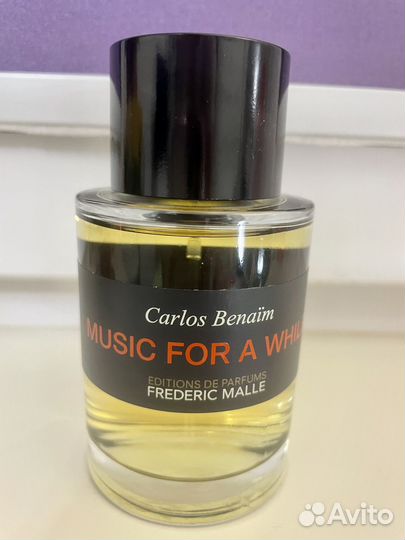 Carlos Benaïm
MUSIC FOR A WHIL
EDITIONS DE PARFUMS
FREDERIC MALLE
Avito